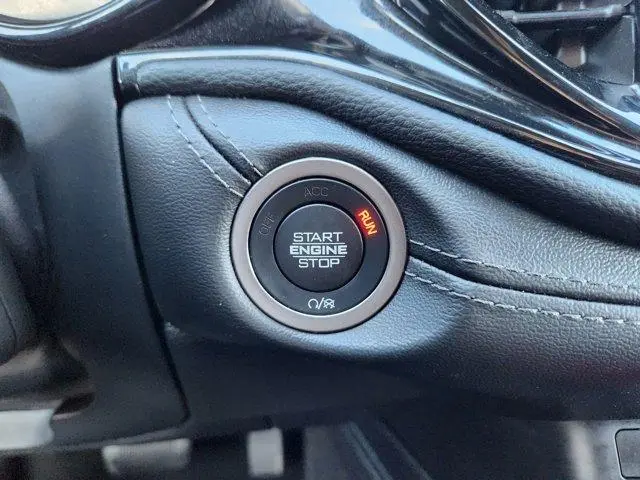 ACC
OFF
RUN
START
ENGINE
STOP